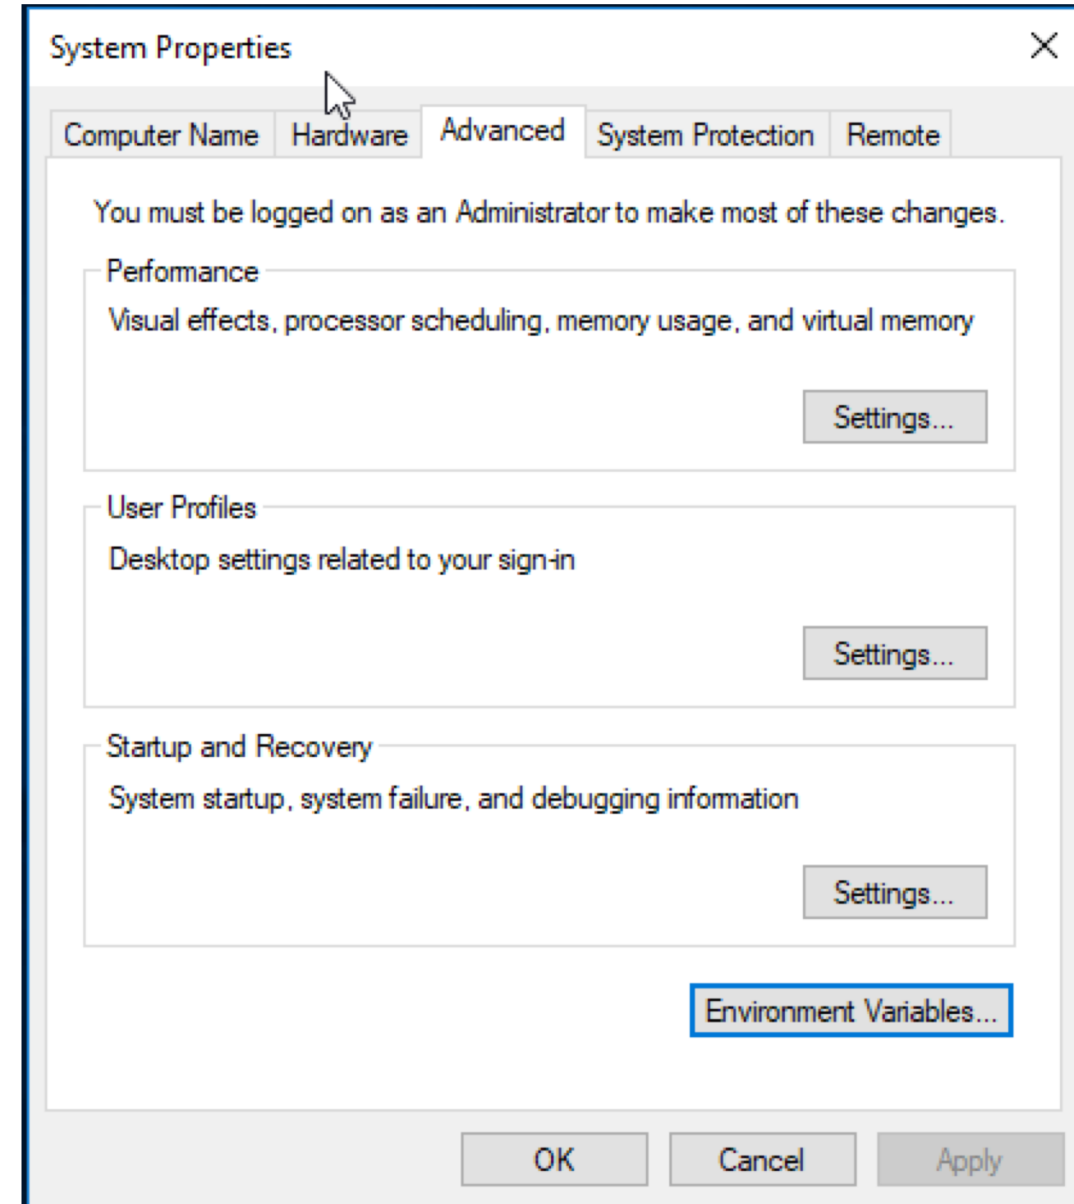 System Properties
Computer Name Hardware Advanced System Protection Remote
You must be logged on as an Administrator to make most of these changes.
Performance
Visual effects, processor scheduling, memory usage, and virtual memory
Settings...
User Profiles
Desktop settings related to your sign-in
Settings...
Startup and Recovery
System startup, system failure, and debugging information
Settings...
Environment Variables...
OK Cancel Apply